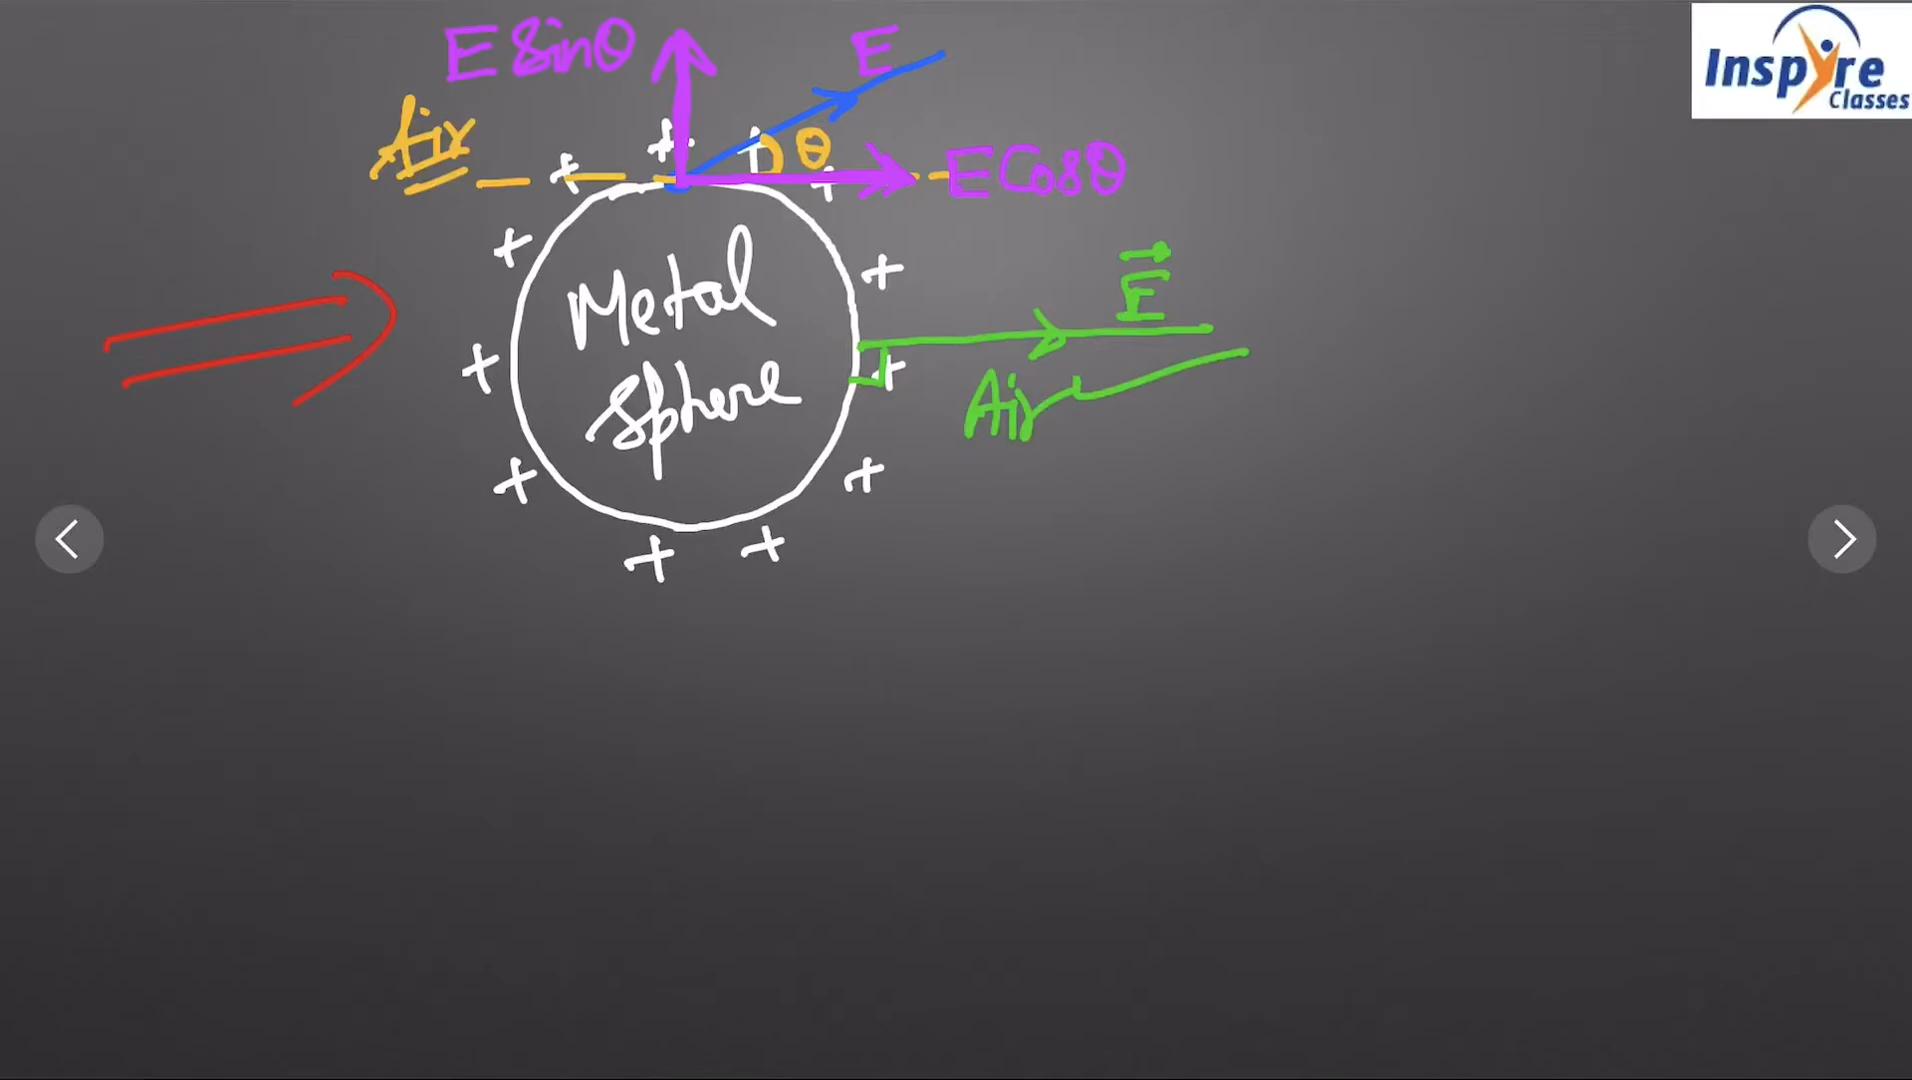 E sinθ
E
Inspyre
Classes
Air
θ
E Cosθ
Metal
Sphere
E
Air